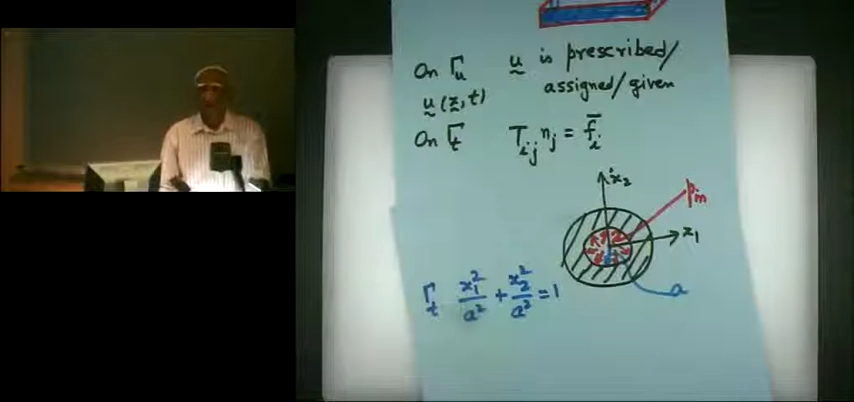 On Γu u is prescribed/
assigned/given
u(x,t)
On Γt Tij nj = f̄i
x2
pin
x1
a
Γt x1²/a² + x2²/a² = 1